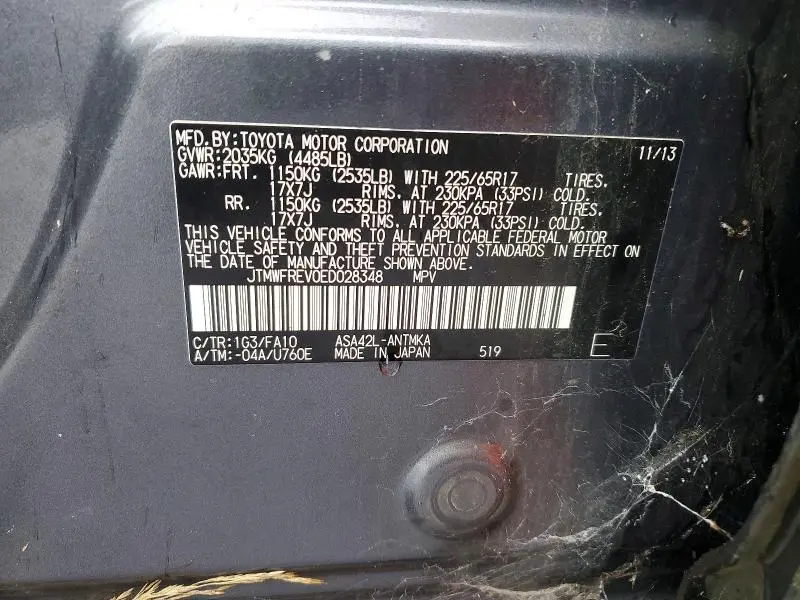 MFD.BY:TOYOTA MOTOR CORPORATION 11/13
GVWR:2035KG (4485LB)
GAWR:FRT. 1150KG (2535LB) WITH 225/65R17 TIRES.
17X7J RIMS, AT 230KPA (33PSI) COLD.
RR. 1150KG (2535LB) WITH 225/65R17 TIRES.
17X7J RIMS, AT 230KPA (33PSI) COLD.
THIS VEHICLE CONFORMS TO ALL APPLICABLE FEDERAL MOTOR
VEHICLE SAFETY AND THEFT PREVENTION STANDARDS IN EFFECT ON
THE DATE OF MANUFACTURE SHOWN ABOVE.
JTMWFREV0ED028348 MPV
C/TR:1G3/FA10 ASA42L-ANTMKA
A/TM:-04A/U760E MADE IN JAPAN 519 E